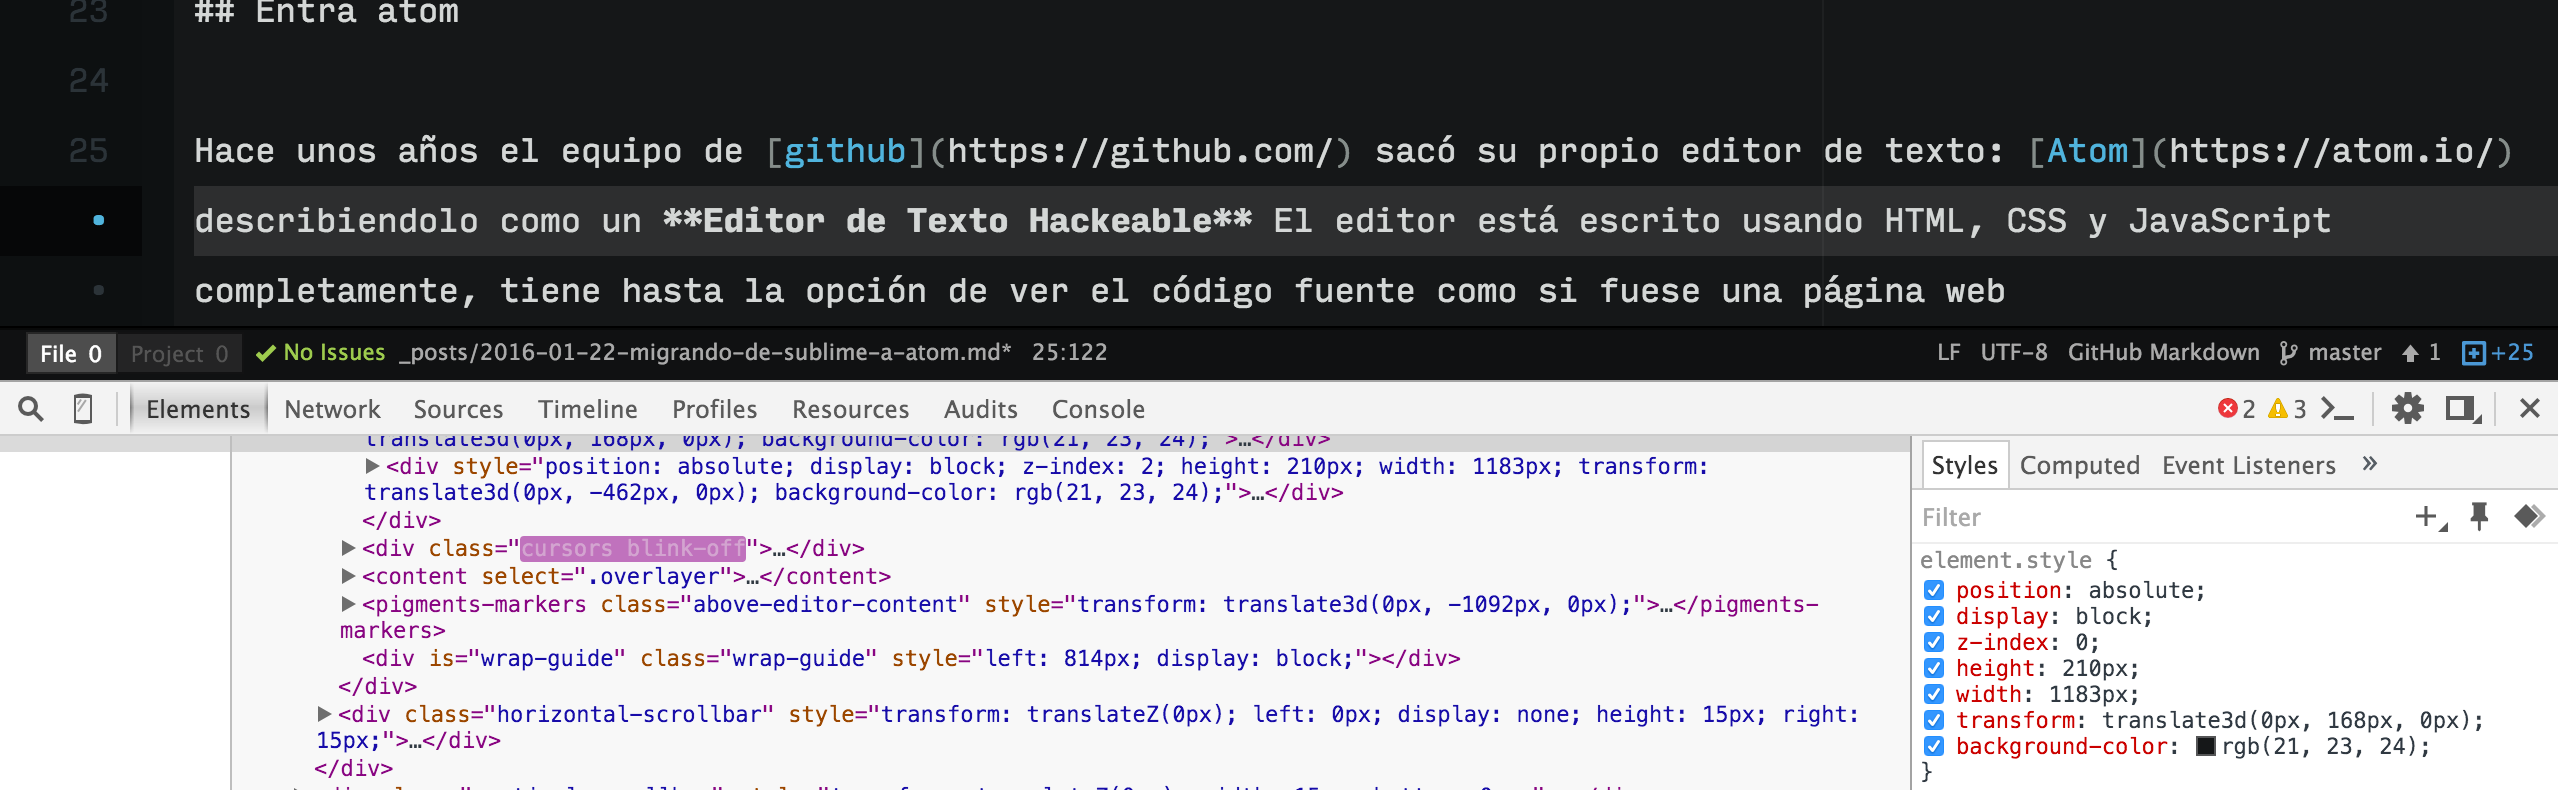 23 ## Entra atom
24
25 Hace unos años el equipo de [github](https://github.com/) sacó su propio editor de texto: [Atom](https://atom.io/)
• describiendolo como un **Editor de Texto Hackeable** El editor está escrito usando HTML, CSS y JavaScript
• completamente, tiene hasta la opción de ver el código fuente como si fuese una página web
File 0 Project 0 No Issues _posts/2016-01-22-migrando-de-sublime-a-atom.md* 25:122 LF UTF-8 GitHub Markdown master 1 +25
Elements Network Sources Timeline Profiles Resources Audits Console 2 3
translate3d(0px, 168px, 0px); background-color: rgb(21, 23, 24);">…</div>
<div style="position: absolute; display: block; z-index: 2; height: 210px; width: 1183px; transform:
translate3d(0px, -462px, 0px); background-color: rgb(21, 23, 24);">…</div>
</div>
<div class="cursors blink-off">…</div>
<content select=".overlayer">…</content>
<pigments-markers class="above-editor-content" style="transform: translate3d(0px, -1092px, 0px);">…</pigments-
markers>
<div is="wrap-guide" class="wrap-guide" style="left: 814px; display: block;"></div>
</div>
<div class="horizontal-scrollbar" style="transform: translateZ(0px); left: 0px; display: none; height: 15px; right:
15px;">…</div>
</div>
Styles Computed Event Listeners »
Filter
element.style {
position: absolute;
display: block;
z-index: 0;
height: 210px;
width: 1183px;
transform: translate3d(0px, 168px, 0px);
background-color: rgb(21, 23, 24);
}